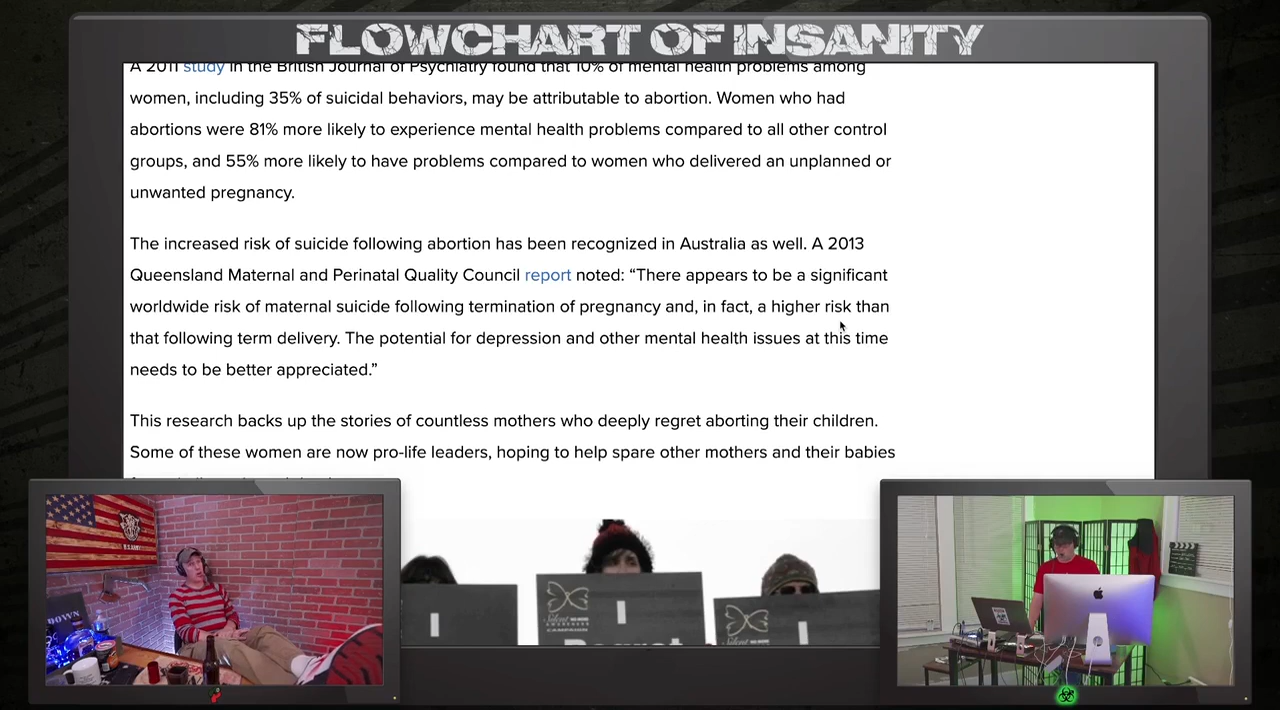 FLOWCHART OF INSANITY
A 2011 study in the British Journal of Psychiatry found that 10% of mental health problems among
women, including 35% of suicidal behaviors, may be attributable to abortion. Women who had
abortions were 81% more likely to experience mental health problems compared to all other control
groups, and 55% more likely to have problems compared to women who delivered an unplanned or
unwanted pregnancy.
The increased risk of suicide following abortion has been recognized in Australia as well. A 2013
Queensland Maternal and Perinatal Quality Council report noted: “There appears to be a significant
worldwide risk of maternal suicide following termination of pregnancy and, in fact, a higher risk than
that following term delivery. The potential for depression and other mental health issues at this time
needs to be better appreciated.”
This research backs up the stories of countless mothers who deeply regret aborting their children.
Some of these women are now pro-life leaders, hoping to help spare other mothers and their babies
U.S. ARMY
DOWN
I
I
I
Silent
CAMPAIGN
Silent
Regret